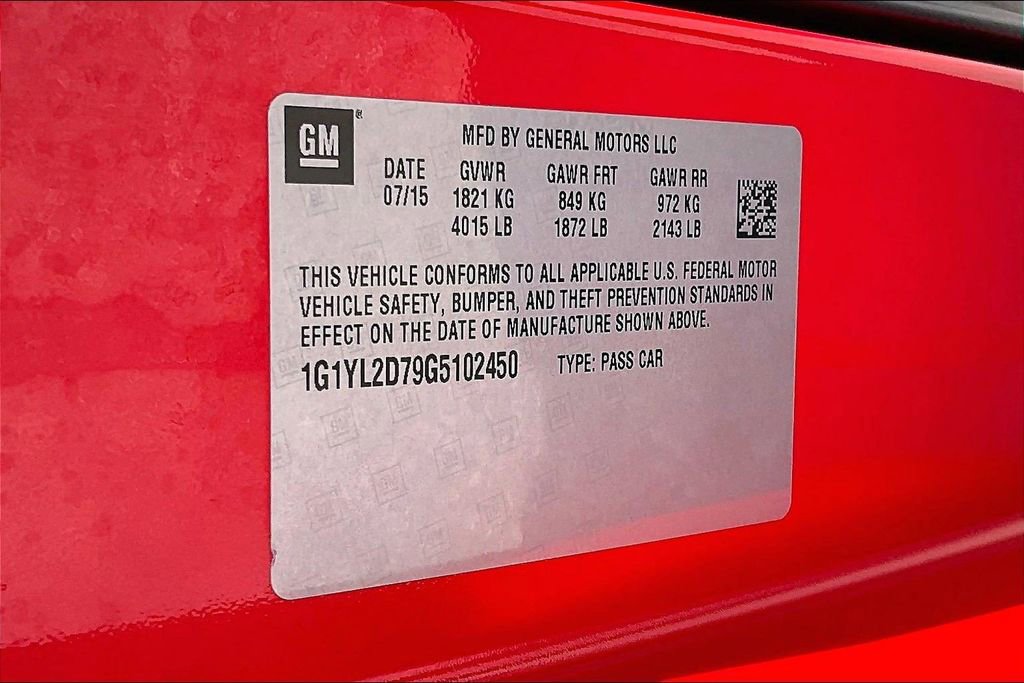 GM ®
MFD BY GENERAL MOTORS LLC
DATE GVWR GAWR FRT GAWR RR
07/15 1821 KG 849 KG 972 KG
4015 LB 1872 LB 2143 LB
THIS VEHICLE CONFORMS TO ALL APPLICABLE U.S. FEDERAL MOTOR
VEHICLE SAFETY, BUMPER, AND THEFT PREVENTION STANDARDS IN
EFFECT ON THE DATE OF MANUFACTURE SHOWN ABOVE.
1G1YL2D79G5102450 TYPE: PASS CAR